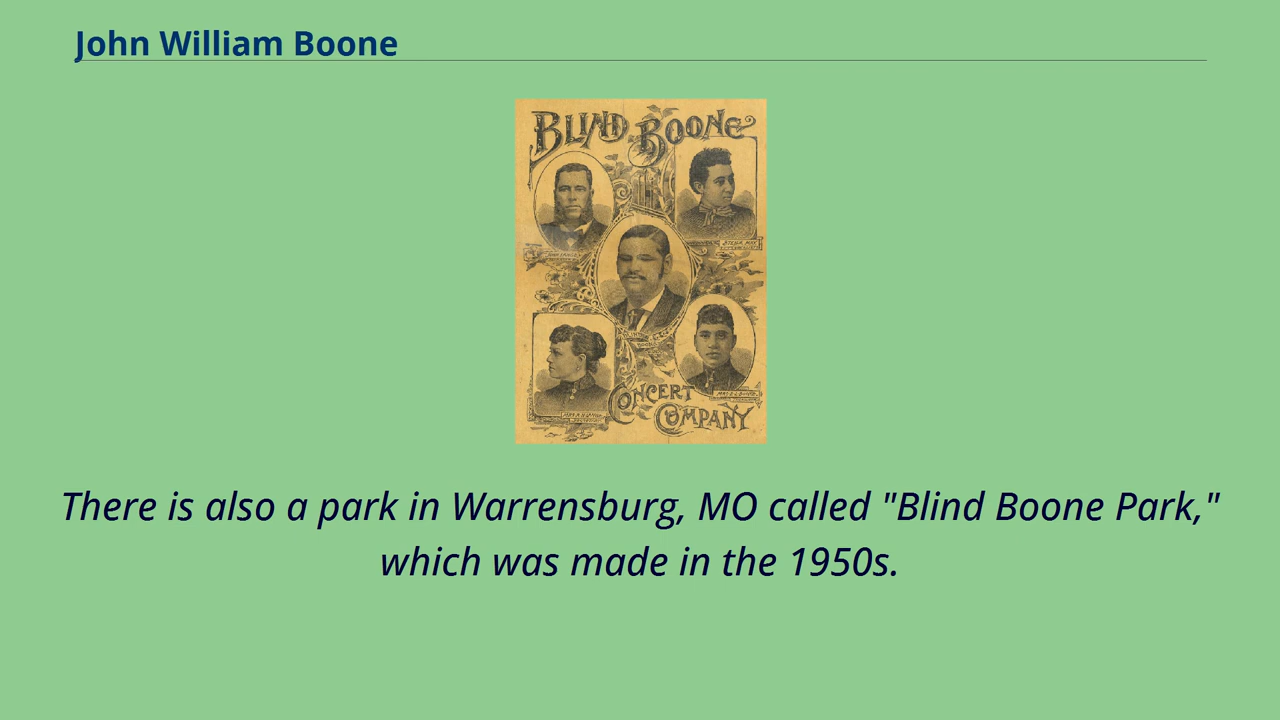 John William Boone
BLIND BOONE
CONCERT
COMPANY
There is also a park in Warrensburg, MO called "Blind Boone Park,"
which was made in the 1950s.